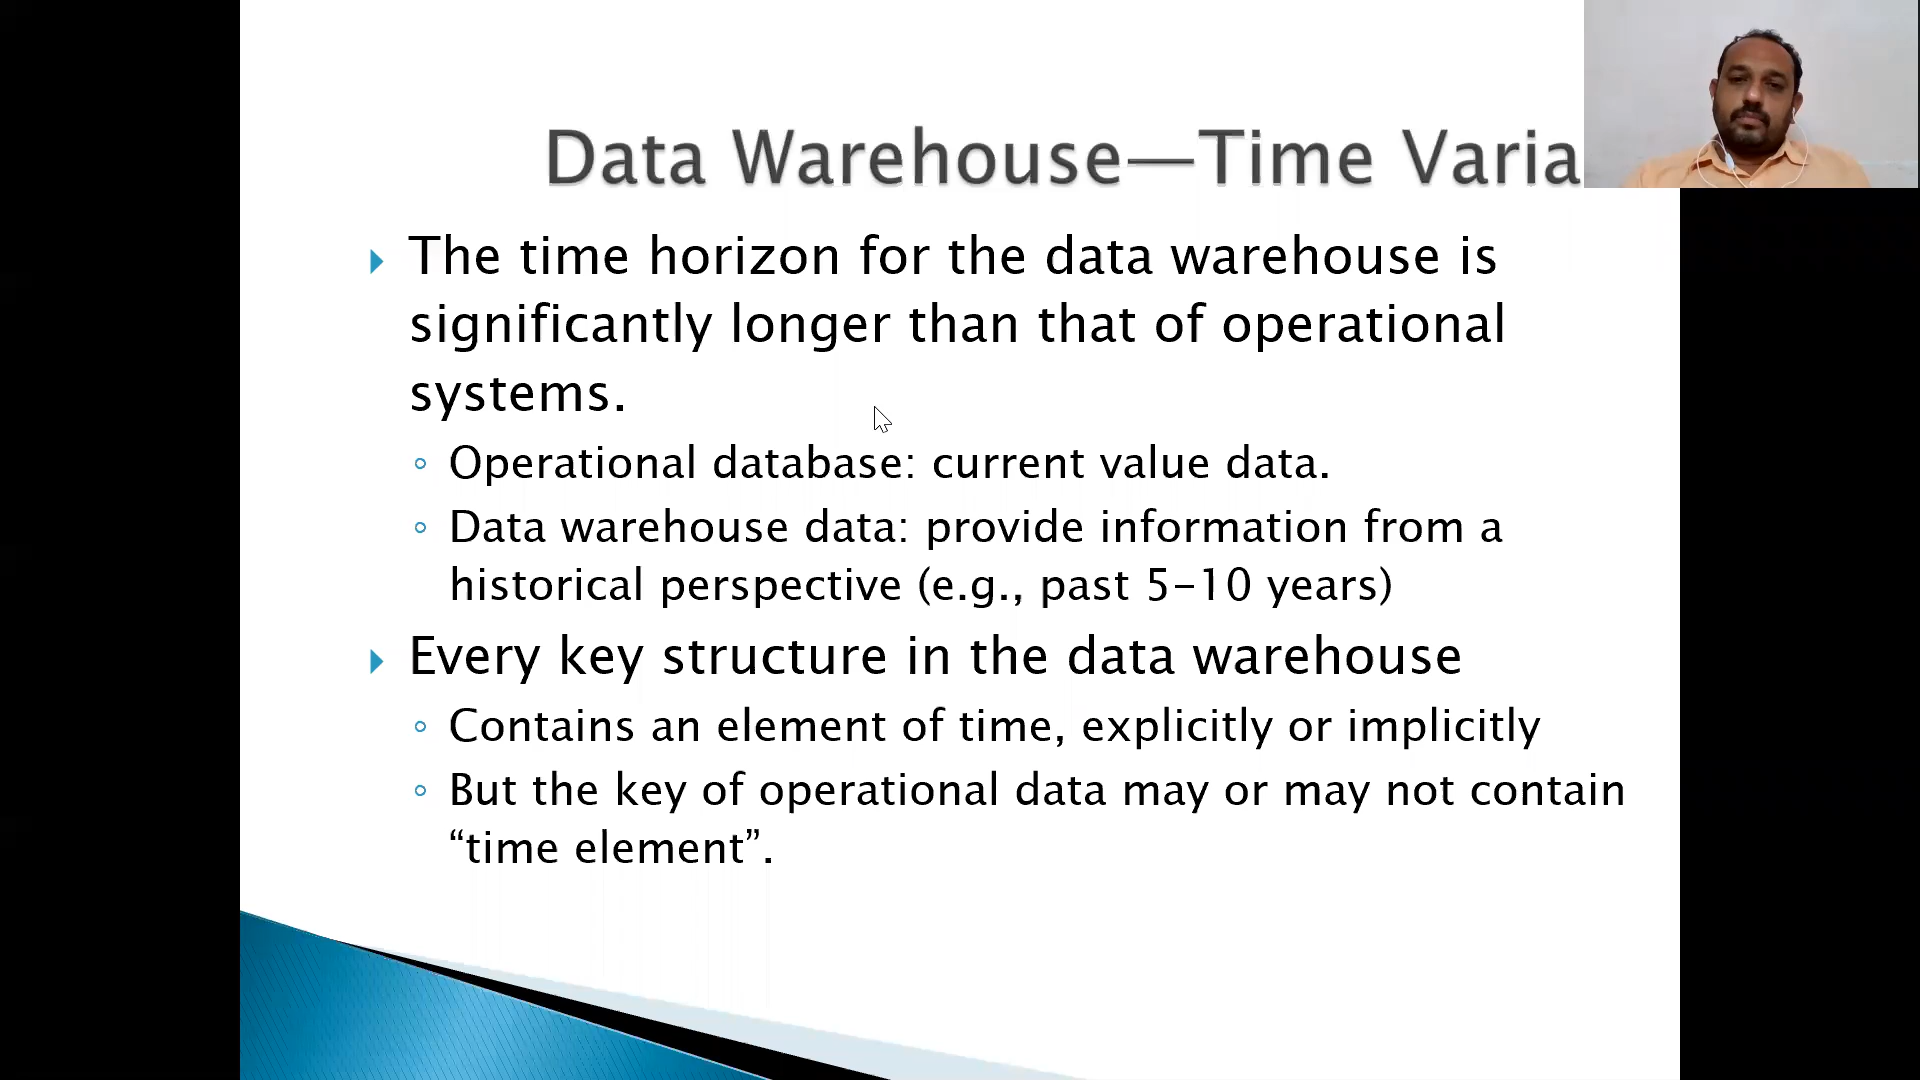 Data Warehouse—Time Varia
The time horizon for the data warehouse is
significantly longer than that of operational
systems.
Operational database: current value data.
Data warehouse data: provide information from a
historical perspective (e.g., past 5-10 years)
Every key structure in the data warehouse
Contains an element of time, explicitly or implicitly
But the key of operational data may or may not contain
“time element”.